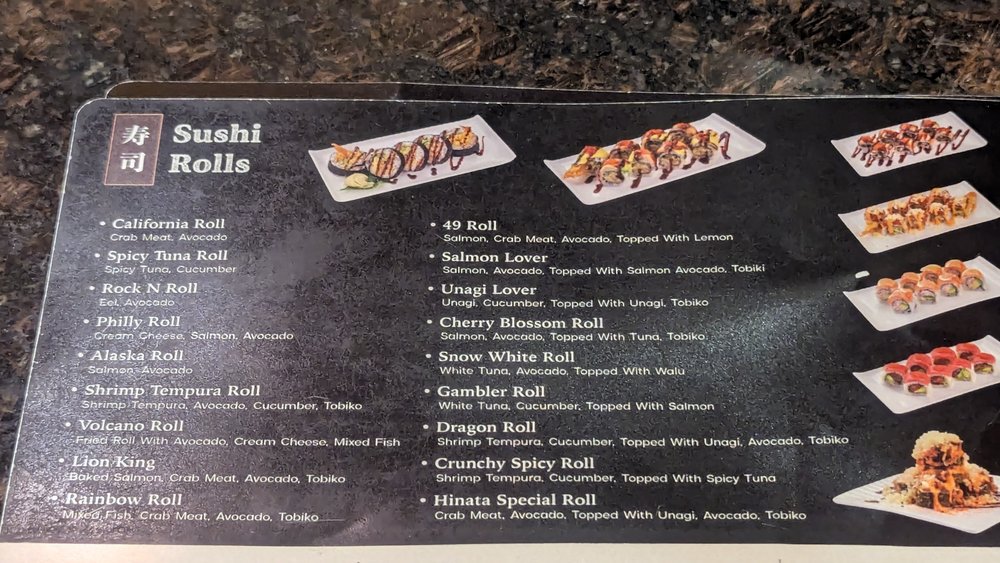 寿司
Sushi
Rolls
• California Roll
Crab Meat, Avocado
• Spicy Tuna Roll
Spicy Tuna, Cucumber
• Rock N Roll
Eel, Avocado
• Philly Roll
Cream Cheese, Salmon, Avocado
• Alaska Roll
Salmon, Avocado
• Shrimp Tempura Roll
Shrimp Tempura, Avocado, Cucumber, Tobiko
• Volcano Roll
Fried Roll With Avocado, Cream Cheese, Mixed Fish
• Lion King
Baked Salmon, Crab Meat, Avocado, Tobiko
• Rainbow Roll
Mixed Fish, Crab Meat, Avocado, Tobiko
• 49 Roll
Salmon, Crab Meat, Avocado, Topped With Lemon
• Salmon Lover
Salmon, Avocado, Topped With Salmon Avocado, Tobiki
• Unagi Lover
Unagi, Cucumber, Topped With Unagi, Tobiko
• Cherry Blossom Roll
Salmon, Avocado, Topped With Tuna, Tobiko
• Snow White Roll
White Tuna, Avocado, Topped With Walu
• Gambler Roll
White Tuna, Cucumber, Topped With Salmon
• Dragon Roll
Shrimp Tempura, Cucumber, Topped With Unagi, Avocado, Tobiko
• Crunchy Spicy Roll
Shrimp Tempura, Cucumber, Topped With Spicy Tuna
• Hinata Special Roll
Crab Meat, Avocado, Topped With Unagi, Avocado, Tobiko